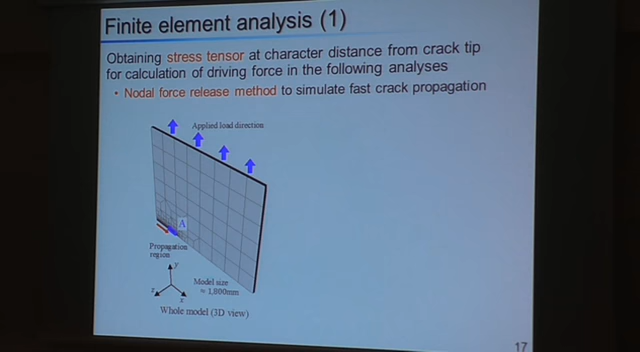 Finite element analysis (1)
Obtaining stress tensor at character distance from crack tip
for calculation of driving force in the following analyses
• Nodal force release method to simulate fast crack propagation
Applied load direction
A
Propagation
region
y
Model size
≈ 1,800mm
Whole model (3D view)
17